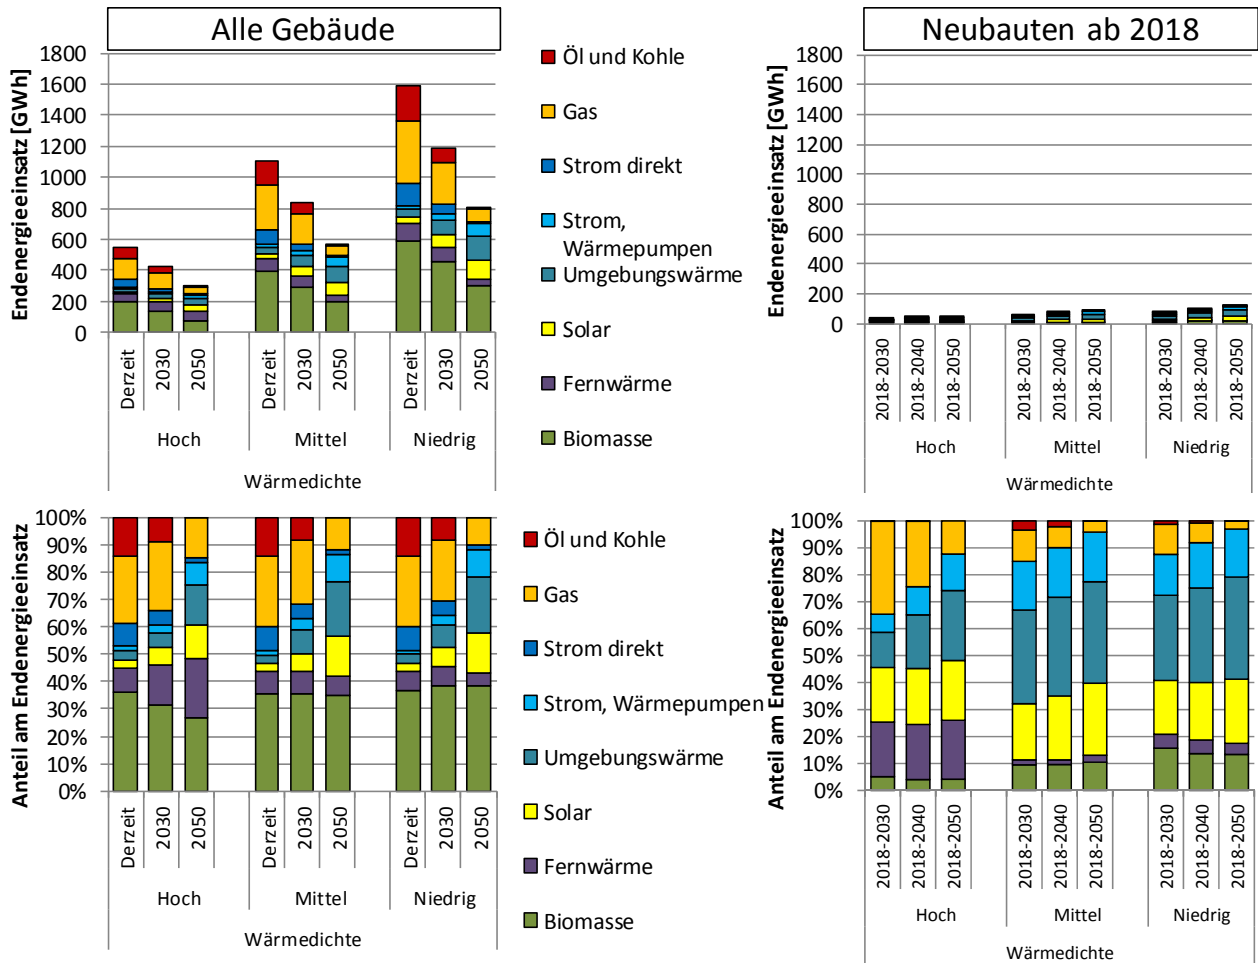 Alle Gebäude
Endenergieeinsatz [GWh]
1800
1600
1400
1200
1000
800
600
400
200
0
Derzeit
2030
2050
Derzeit
2030
2050
Derzeit
2030
2050
Hoch
Mittel
Niedrig
Wärmedichte
Öl und Kohle
Gas
Strom direkt
Strom,
Wärmepumpen
Umgebungswärme
Solar
Fernwärme
Biomasse
Neubauten ab 2018
Endenergieeinsatz [GWh]
1800
1600
1400
1200
1000
800
600
400
200
0
2018-2030
2018-2040
2018-2050
2018-2030
2018-2040
2018-2050
2018-2030
2018-2040
2018-2050
Hoch
Mittel
Niedrig
Wärmedichte
Anteil am Endenergieeinsatz
100%
90%
80%
70%
60%
50%
40%
30%
20%
10%
0%
Derzeit
2030
2050
Derzeit
2030
2050
Derzeit
2030
2050
Hoch
Mittel
Niedrig
Wärmedichte
Öl und Kohle
Gas
Strom direkt
Strom, Wärmepumpen
Umgebungswärme
Solar
Fernwärme
Biomasse
Anteil am Endenergieeinsatz
100%
90%
80%
70%
60%
50%
40%
30%
20%
10%
0%
2018-2030
2018-2040
2018-2050
2018-2030
2018-2040
2018-2050
2018-2030
2018-2040
2018-2050
Hoch
Mittel
Niedrig
Wärmedichte